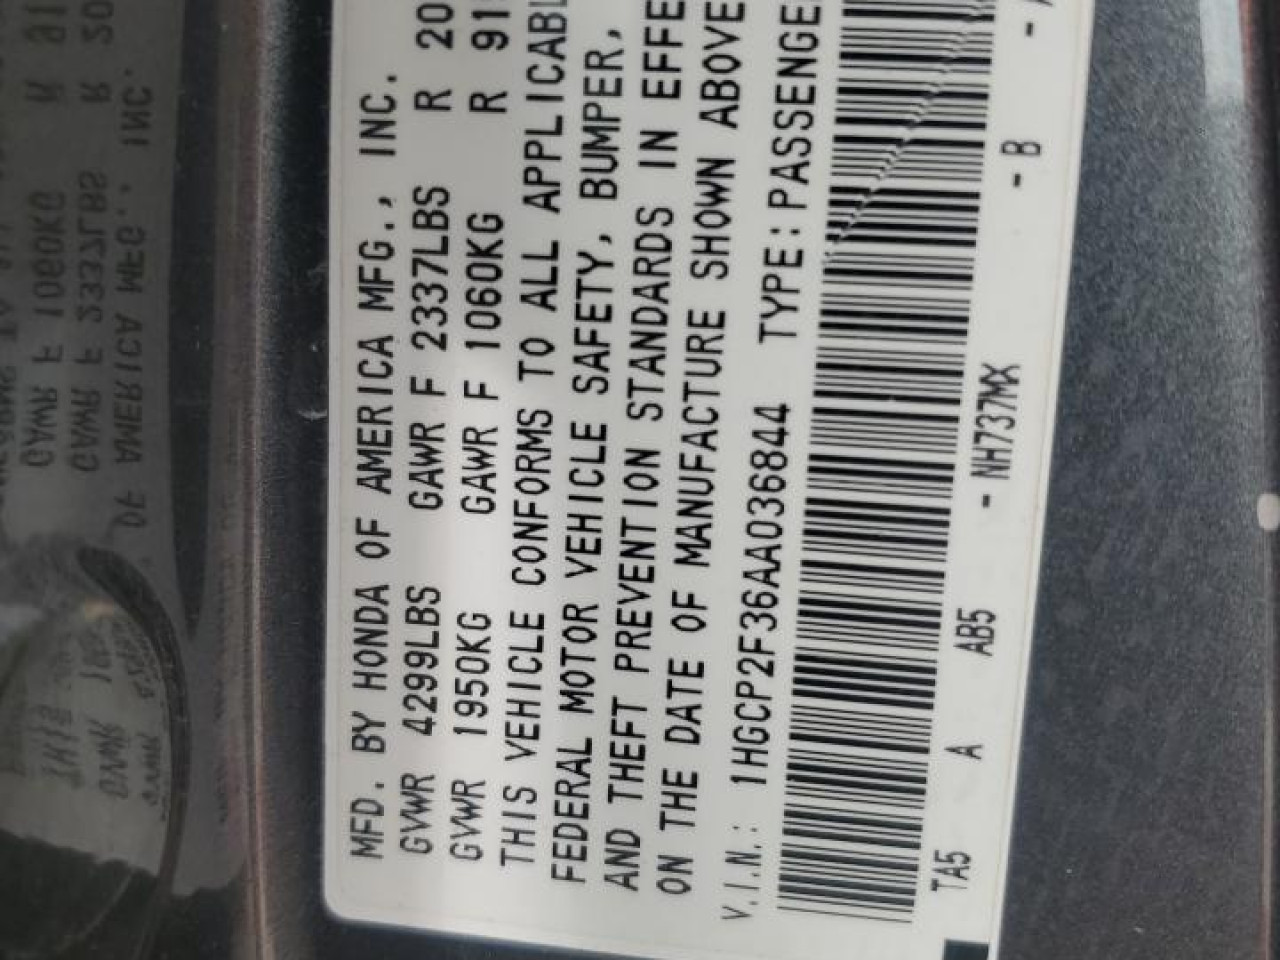 MFD. BY HONDA OF AMERICA MFG., INC.
GVWR 4299LBS GAWR F 2337LBS R 20
GVWR 1950KG GAWR F 1060KG R 91
THIS VEHICLE CONFORMS TO ALL APPLICABL
FEDERAL MOTOR VEHICLE SAFETY, BUMPER,
AND THEFT PREVENTION STANDARDS IN EFFE
ON THE DATE OF MANUFACTURE SHOWN ABOVE
V.I.N.: 1HGCP2F36AA036844 TYPE: PASSENGE
TA5 A AB5 - NH737MX - B -